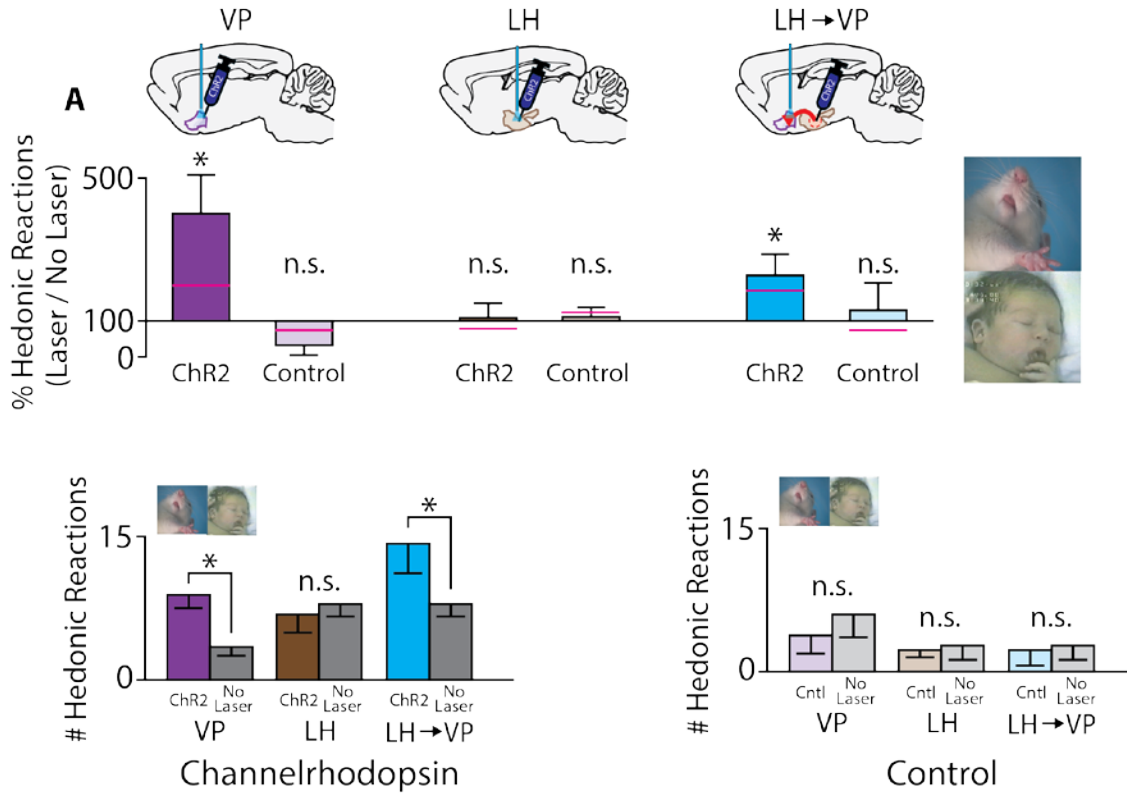 VP
LH
LH→VP
A
ChR2
ChR2
ChR2
% Hedonic Reactions
(Laser / No Laser)
500
100
0
*
n.s.
n.s.
n.s.
*
n.s.
ChR2
Control
ChR2
Control
ChR2
Control
# Hedonic Reactions
15
0
*
n.s.
*
ChR2
No
Laser
ChR2
No
Laser
ChR2
No
Laser
VP
LH
LH→VP
Channelrhodopsin
# Hedonic Reactions
15
0
n.s.
n.s.
n.s.
Cntl
No
Laser
Cntl
No
Laser
Cntl
No
Laser
VP
LH
LH→VP
Control